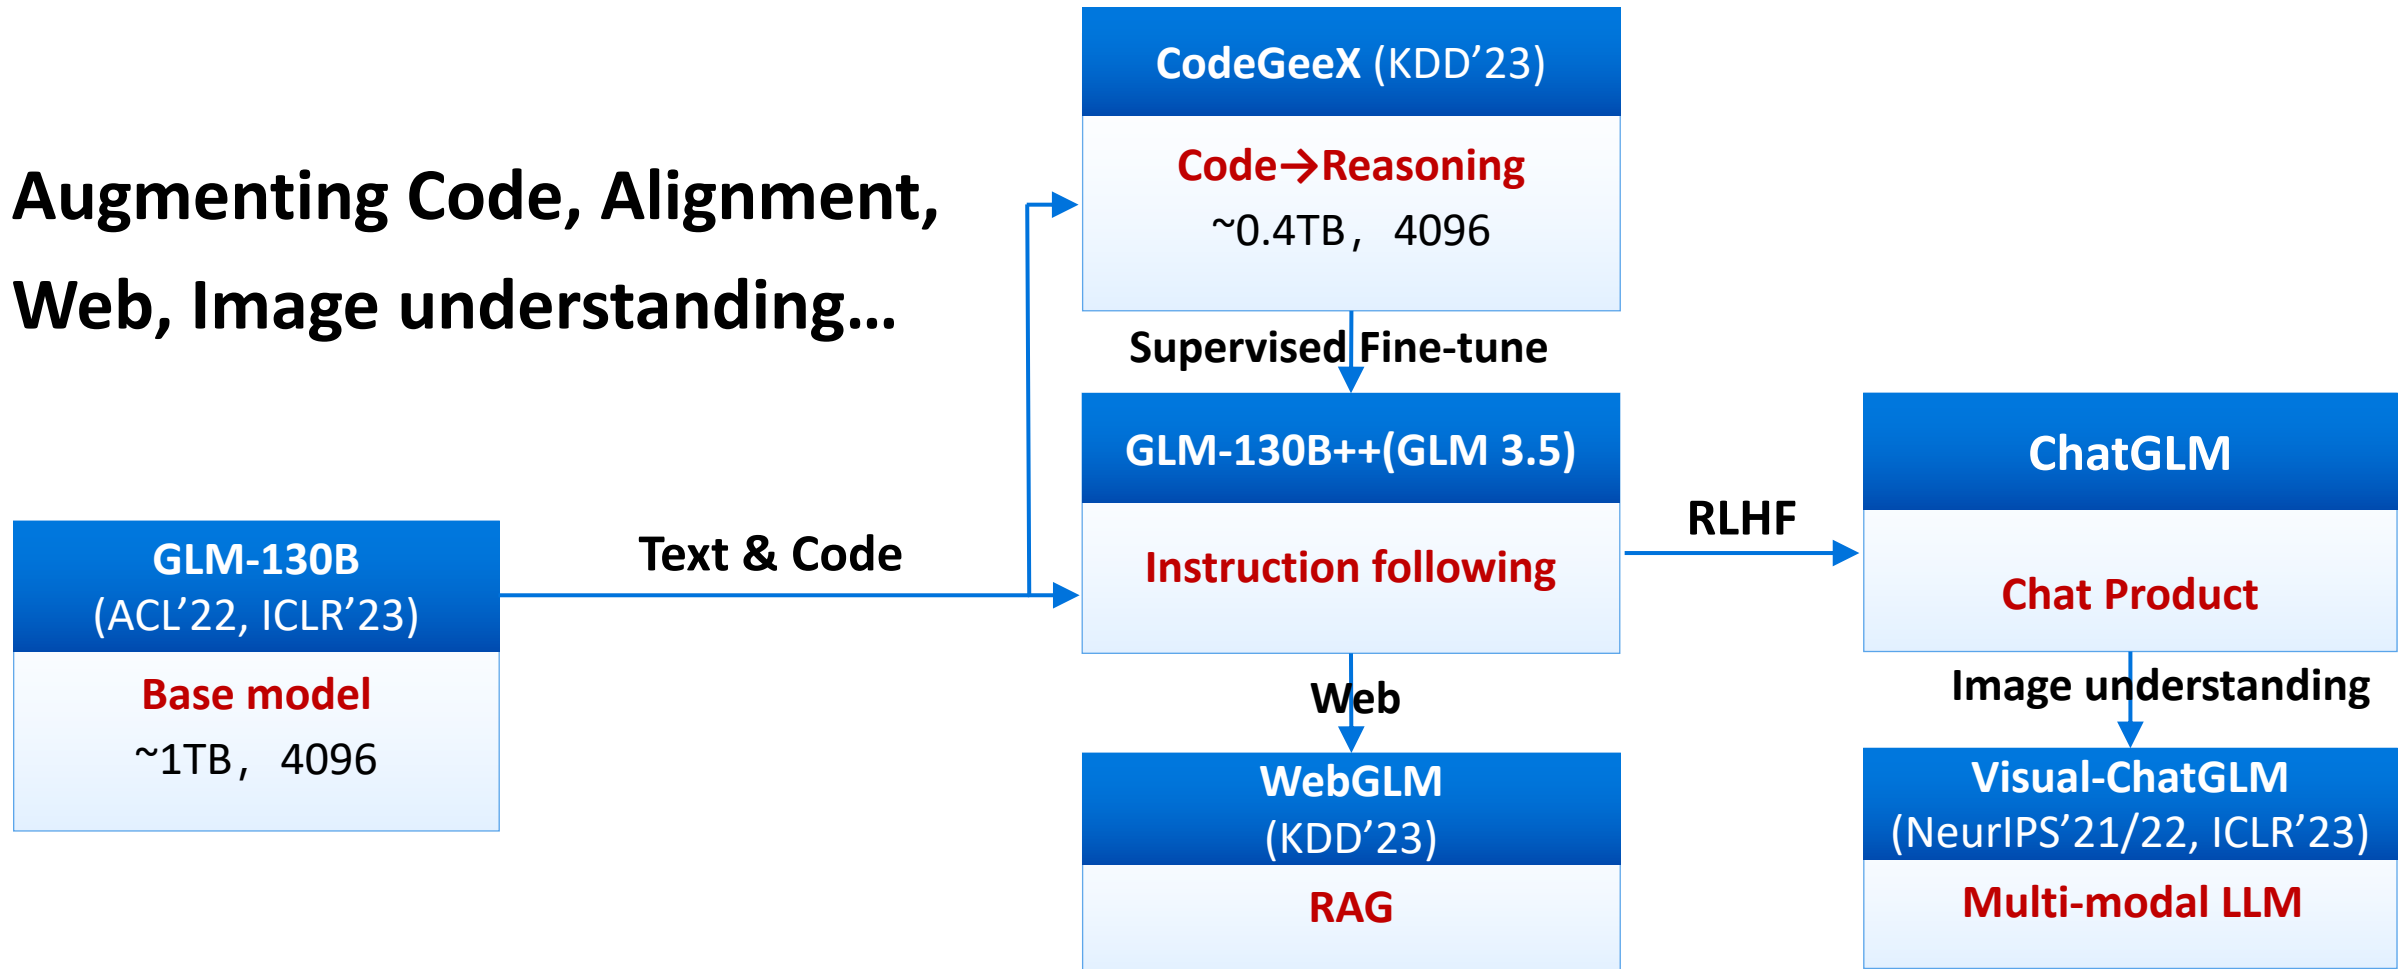 Augmenting Code, Alignment,
Web, Image understanding...
CodeGeeX (KDD’23)
Code→Reasoning
~0.4TB, 4096
Supervised Fine-tune
GLM-130B
(ACL’22, ICLR’23)
Base model
~1TB, 4096
Text & Code
GLM-130B++(GLM 3.5)
Instruction following
RLHF
ChatGLM
Chat Product
Web
WebGLM
(KDD’23)
RAG
Image understanding
Visual-ChatGLM
(NeurIPS’21/22, ICLR’23)
Multi-modal LLM